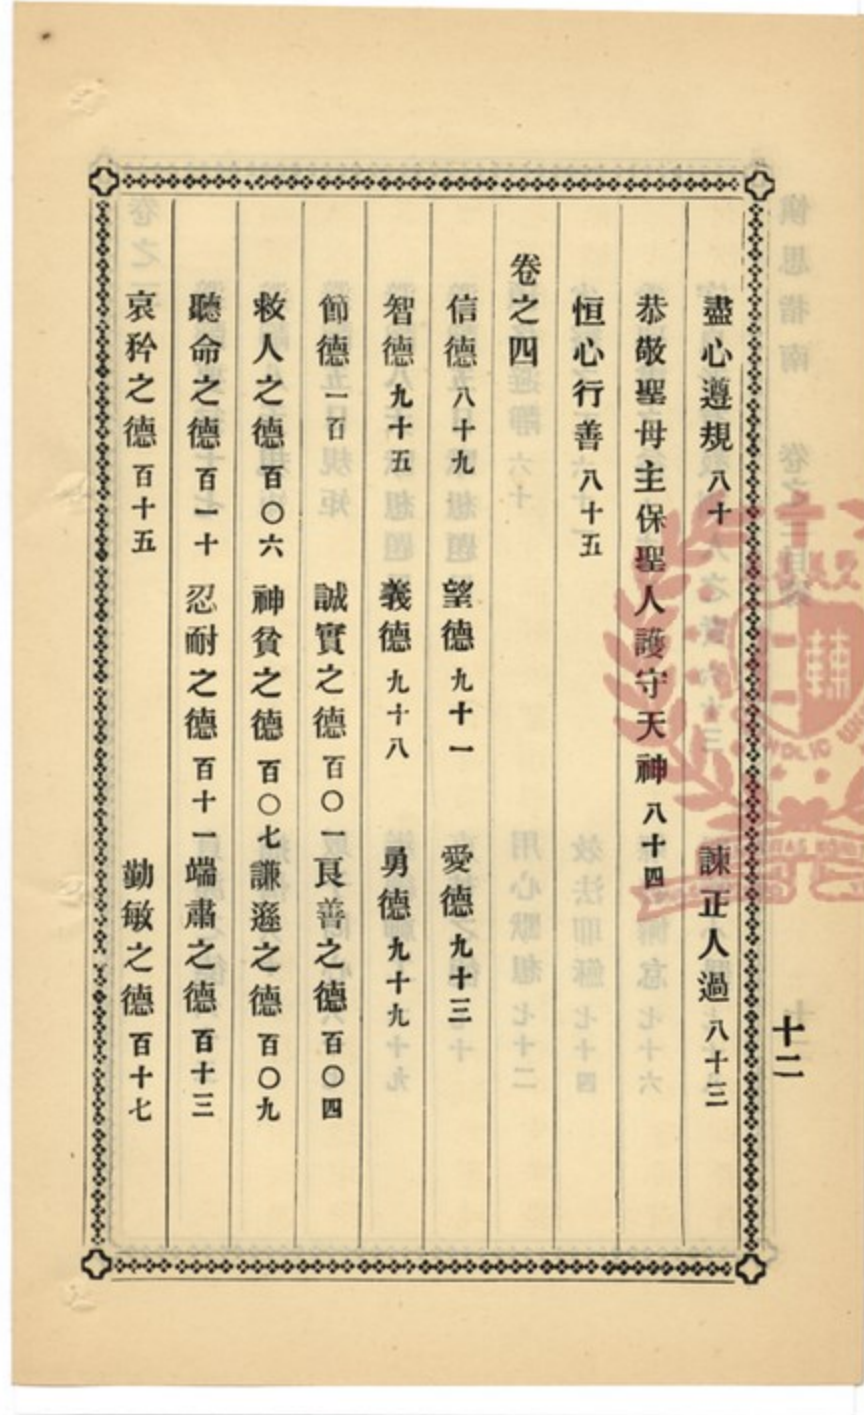 十二
盡心遵規 八十 諫正人過 八十三
恭敬聖母主保聖人護守天神 八十四
恒心行善 八十五
卷之四
信德 八十九 望德 九十一 愛德 九十三
智德 九十五 義德 九十八 勇德 九十九
節德 一百 誠實之德 百〇一 良善之德 百〇四
救人之德 百〇六 神貧之德 百〇七 謙遜之德 百〇九
聽命之德 百一十 忍耐之德 百十一 端肅之德 百十三
哀矜之德 百十五 勤敏之德 百十七